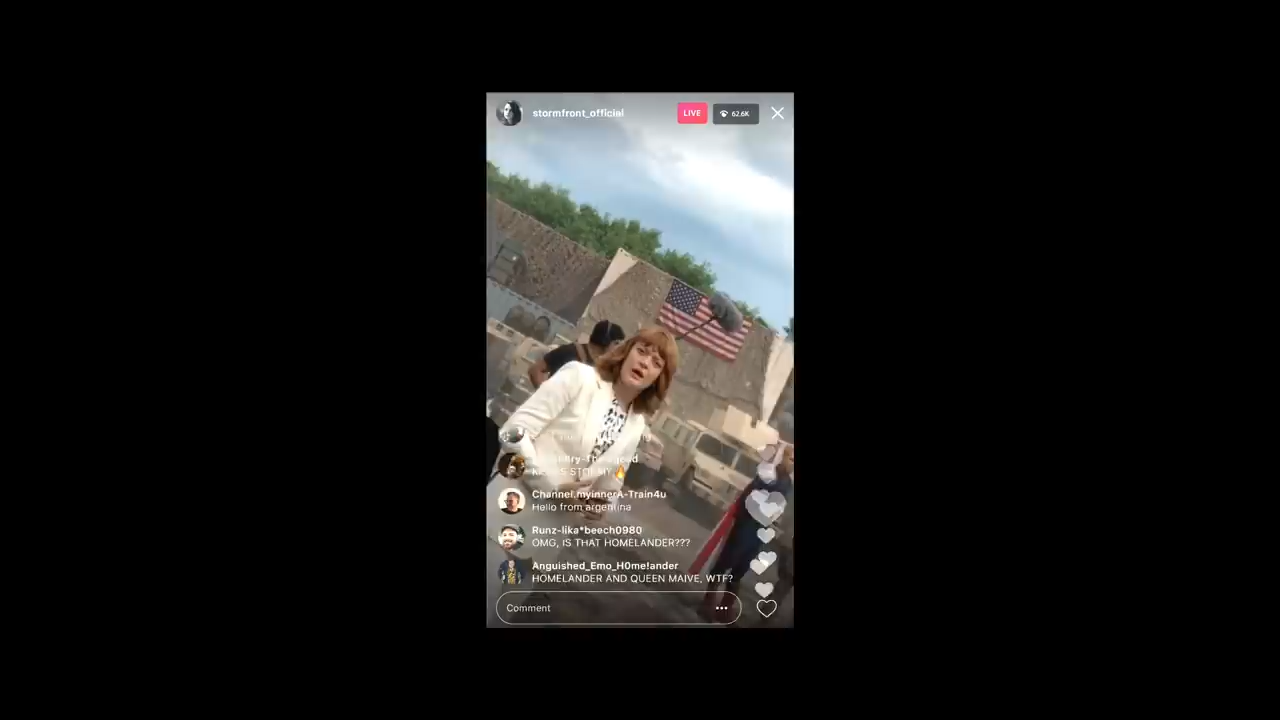 stormfront_official
LIVE
62.6K
Channel.myinnerA-Train4u
Hello from argentina
Runz-lika*beech0980
OMG, IS THAT HOMELANDER???
Anguished_Emo_H0me!ander
HOMELANDER AND QUEEN MAIVE, WTF?
Comment